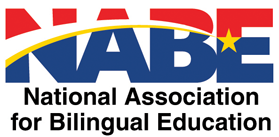 NABE
National Association
for Bilingual Education